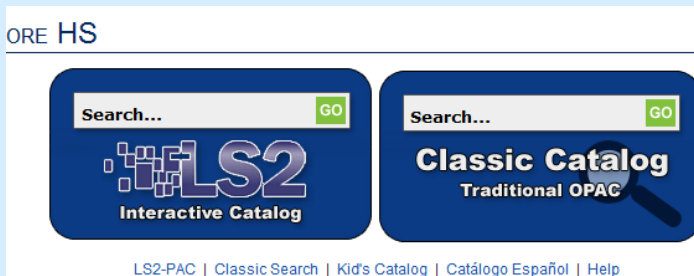 ORE HS
Search...
GO
LS2
Interactive Catalog
Search...
GO
Classic Catalog
Traditional OPAC
LS2-PAC | Classic Search | Kid's Catalog | Catálogo Español | Help